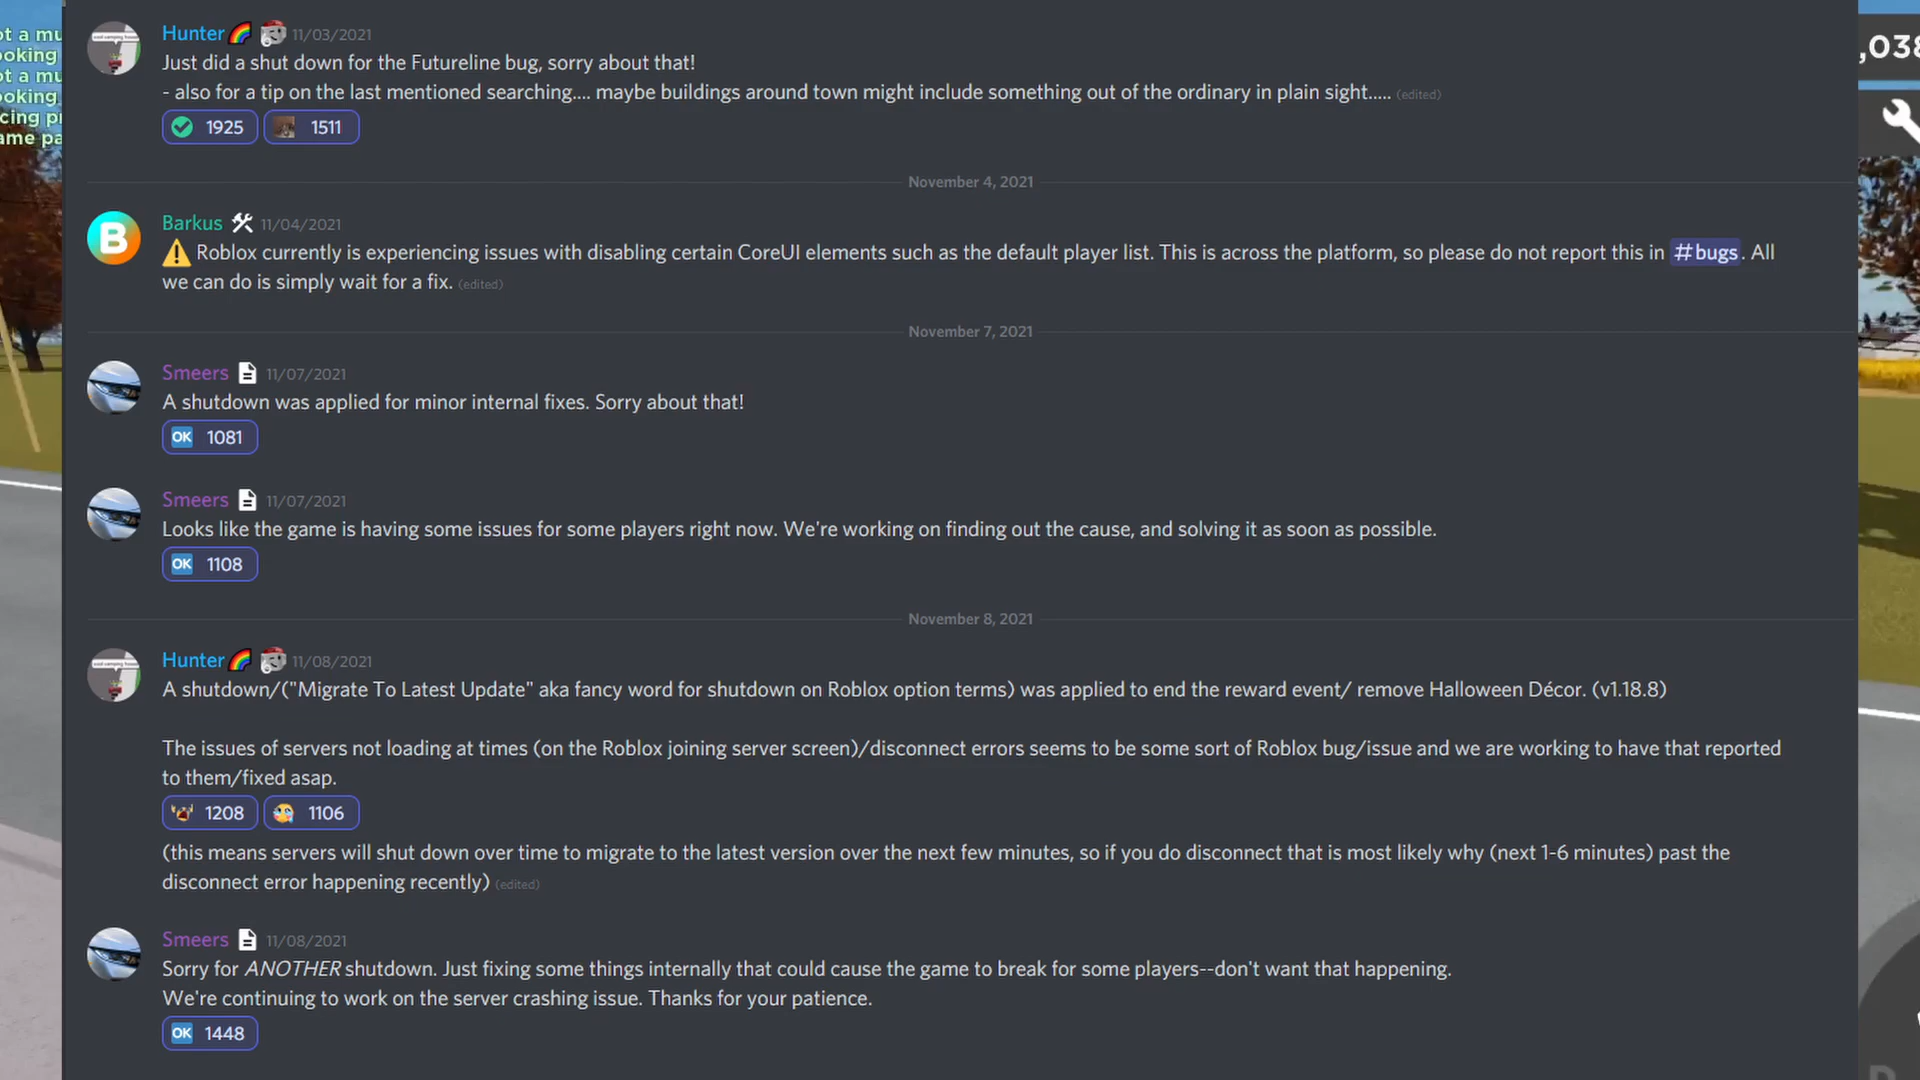 ot a mu
ooking
ot a mu
ooking
cing pr
ame pa
,038
Hunter 11/03/2021
Just did a shut down for the Futureline bug, sorry about that!
- also for a tip on the last mentioned searching.... maybe buildings around town might include something out of the ordinary in plain sight..... (edited)
1925 1511
November 4, 2021
B
Barkus 11/04/2021
Roblox currently is experiencing issues with disabling certain CoreUI elements such as the default player list. This is across the platform, so please do not report this in #bugs. All
we can do is simply wait for a fix. (edited)
November 7, 2021
Smeers 11/07/2021
A shutdown was applied for minor internal fixes. Sorry about that!
OK 1081
Smeers 11/07/2021
Looks like the game is having some issues for some players right now. We're working on finding out the cause, and solving it as soon as possible.
OK 1108
November 8, 2021
Hunter 11/08/2021
A shutdown/("Migrate To Latest Update" aka fancy word for shutdown on Roblox option terms) was applied to end the reward event/ remove Halloween Décor. (v1.18.8)
The issues of servers not loading at times (on the Roblox joining server screen)/disconnect errors seems to be some sort of Roblox bug/issue and we are working to have that reported
to them/fixed asap.
1208 1106
(this means servers will shut down over time to migrate to the latest version over the next few minutes, so if you do disconnect that is most likely why (next 1-6 minutes) past the
disconnect error happening recently) (edited)
Smeers 11/08/2021
Sorry for ANOTHER shutdown. Just fixing some things internally that could cause the game to break for some players--don't want that happening.
We're continuing to work on the server crashing issue. Thanks for your patience.
OK 1448